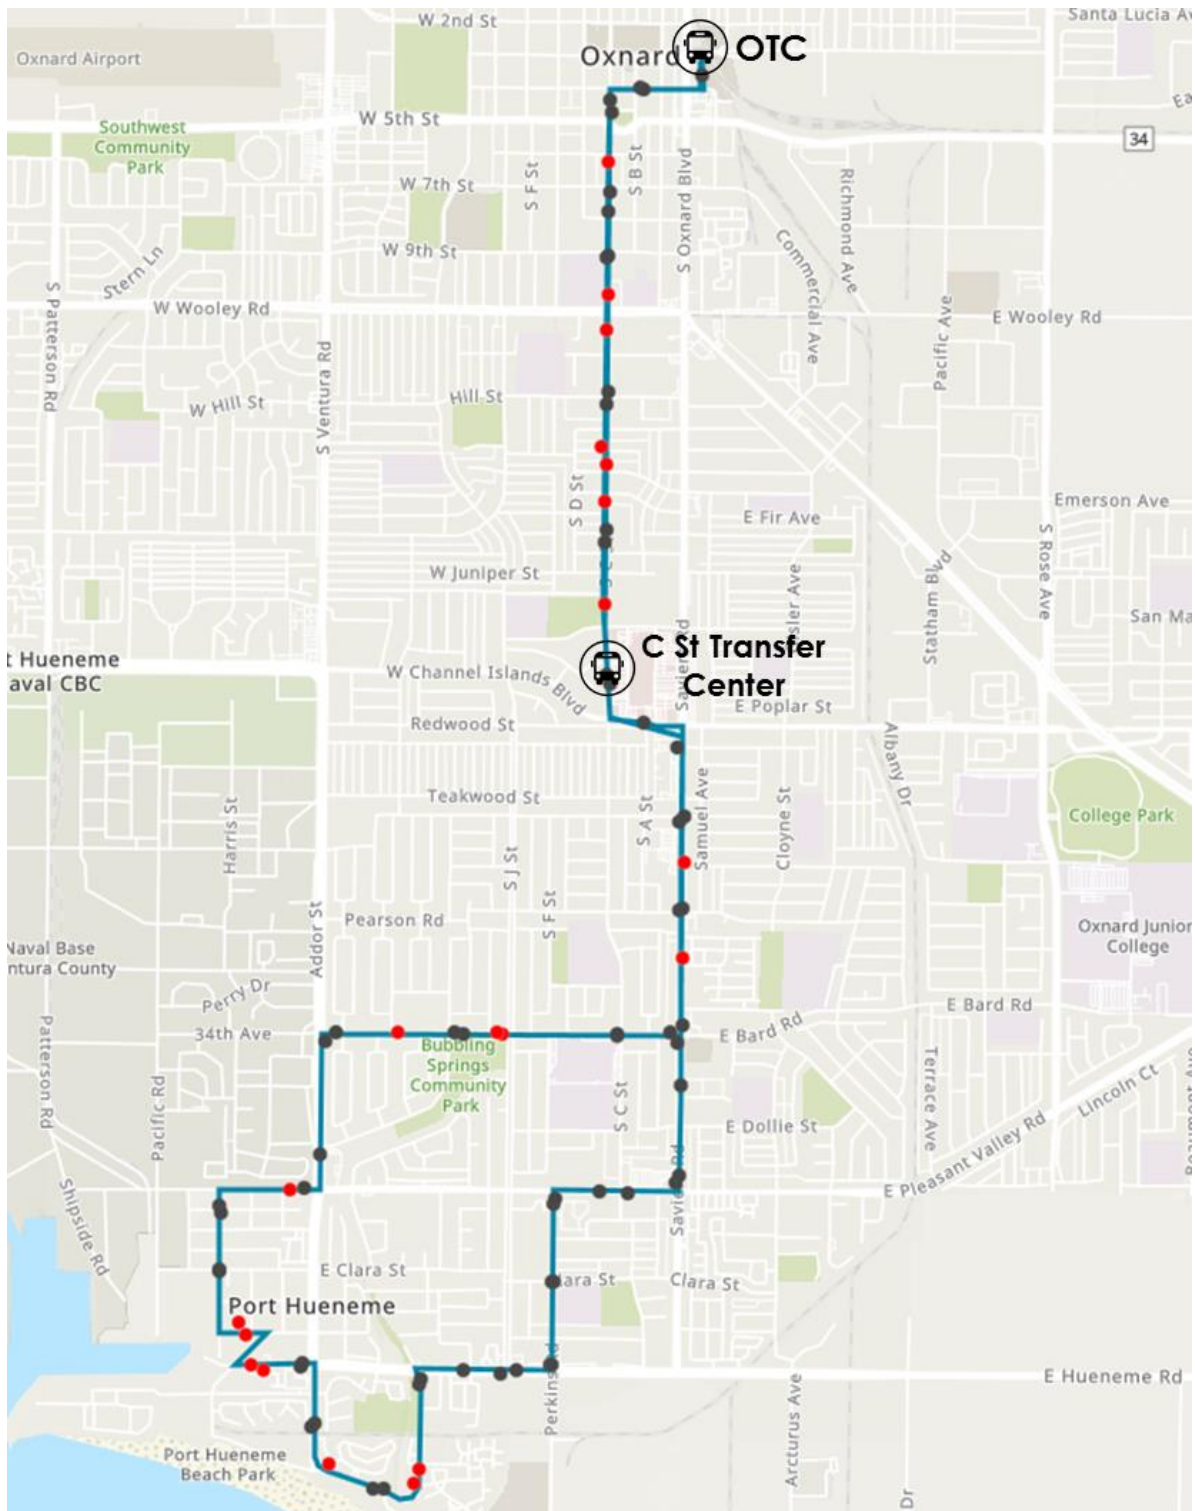 W 2nd St
Santa Lucia Av
Oxnard
OTC
Oxnard Airport
Ea
W 5th St
Southwest
Community
Park
34
S B St
S F St
W 7th St
S Oxnard Blvd
Richmond Ave
W 9th St
Commercial Ave
Stern Ln
S Patterson Rd
W Wooley Rd
E Wooley Rd
Pacific Ave
S Ventura Rd
W Hill St
Hill St
S D St
Emerson Ave
E Fir Ave
S Rose Ave
W Juniper St
Statham Blvd
San Ma
sler Ave
t Hueneme
aval CBC
C St Transfer
Center
W Channel Islands Blvd
E Poplar St
Redwood St
Albany Dr
Teakwood St
Samuel Ave
Cloyne St
S A St
Harris St
College Park
S J St
S F St
Pearson Rd
Addor St
Naval Base
ntura County
Oxnard Junior
College
Perry Dr
34th Ave
E Bard Rd
E Bard Rd
Patterson Rd
Pacific Rd
Bubbling
Springs
Community
Park
Terrace Ave
Lincoln Ct
S C St
E Dollie St
E Pleasant Valley Rd
Shipside Rd
E Clara St
lara St
Clara St
Port Hueneme
Perkins Rd
E Hueneme Rd
Arcturus Ave
Port Hueneme
Beach Park
Dr